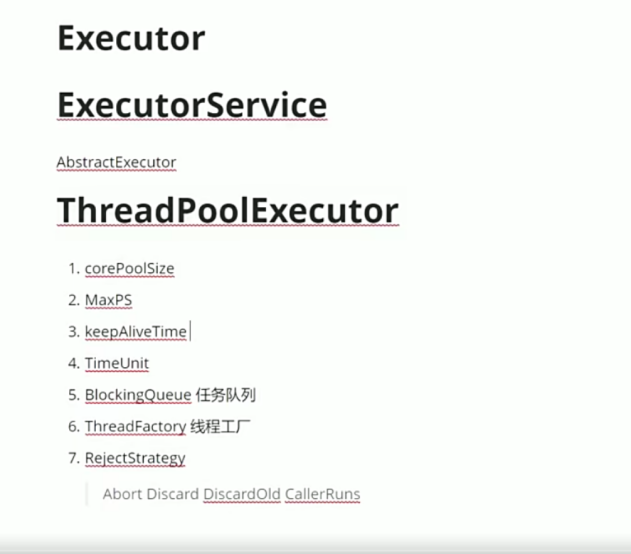 Executor
ExecutorService
AbstractExecutor
ThreadPoolExecutor
1. corePoolSize
2. MaxPS
3. keepAliveTime
4. TimeUnit
5. BlockingQueue 任务队列
6. ThreadFactory 线程工厂
7. RejectStrategy
Abort Discard DiscardOld CallerRuns